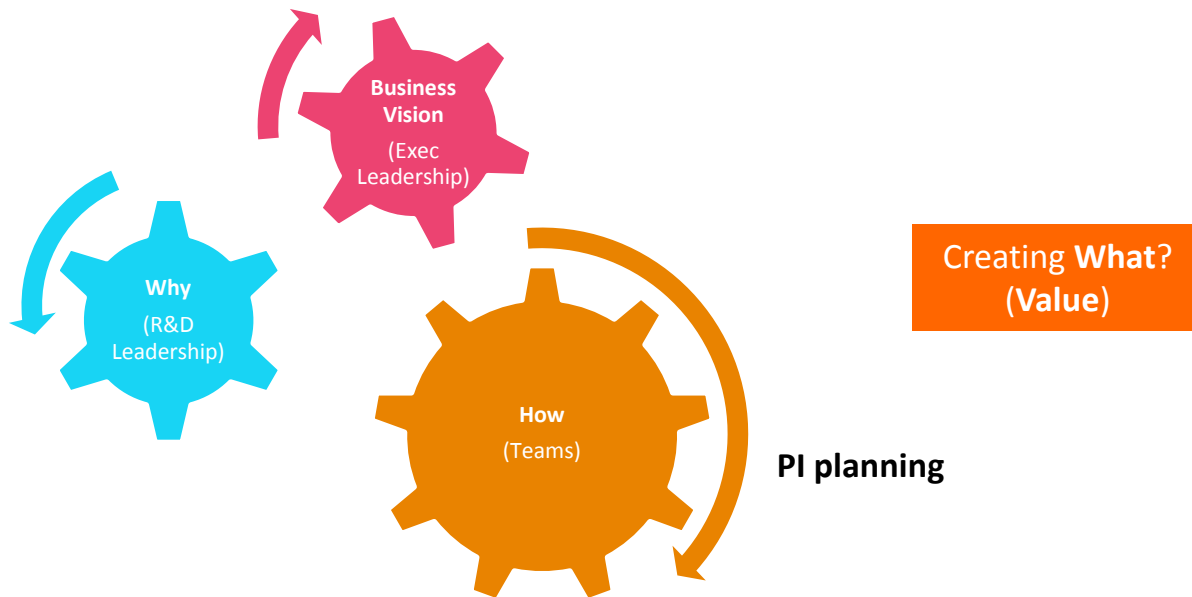 Business
Vision
(Exec
Leadership)
Why
(R&D
Leadership)
How
(Teams)
Creating What?
(Value)
PI planning